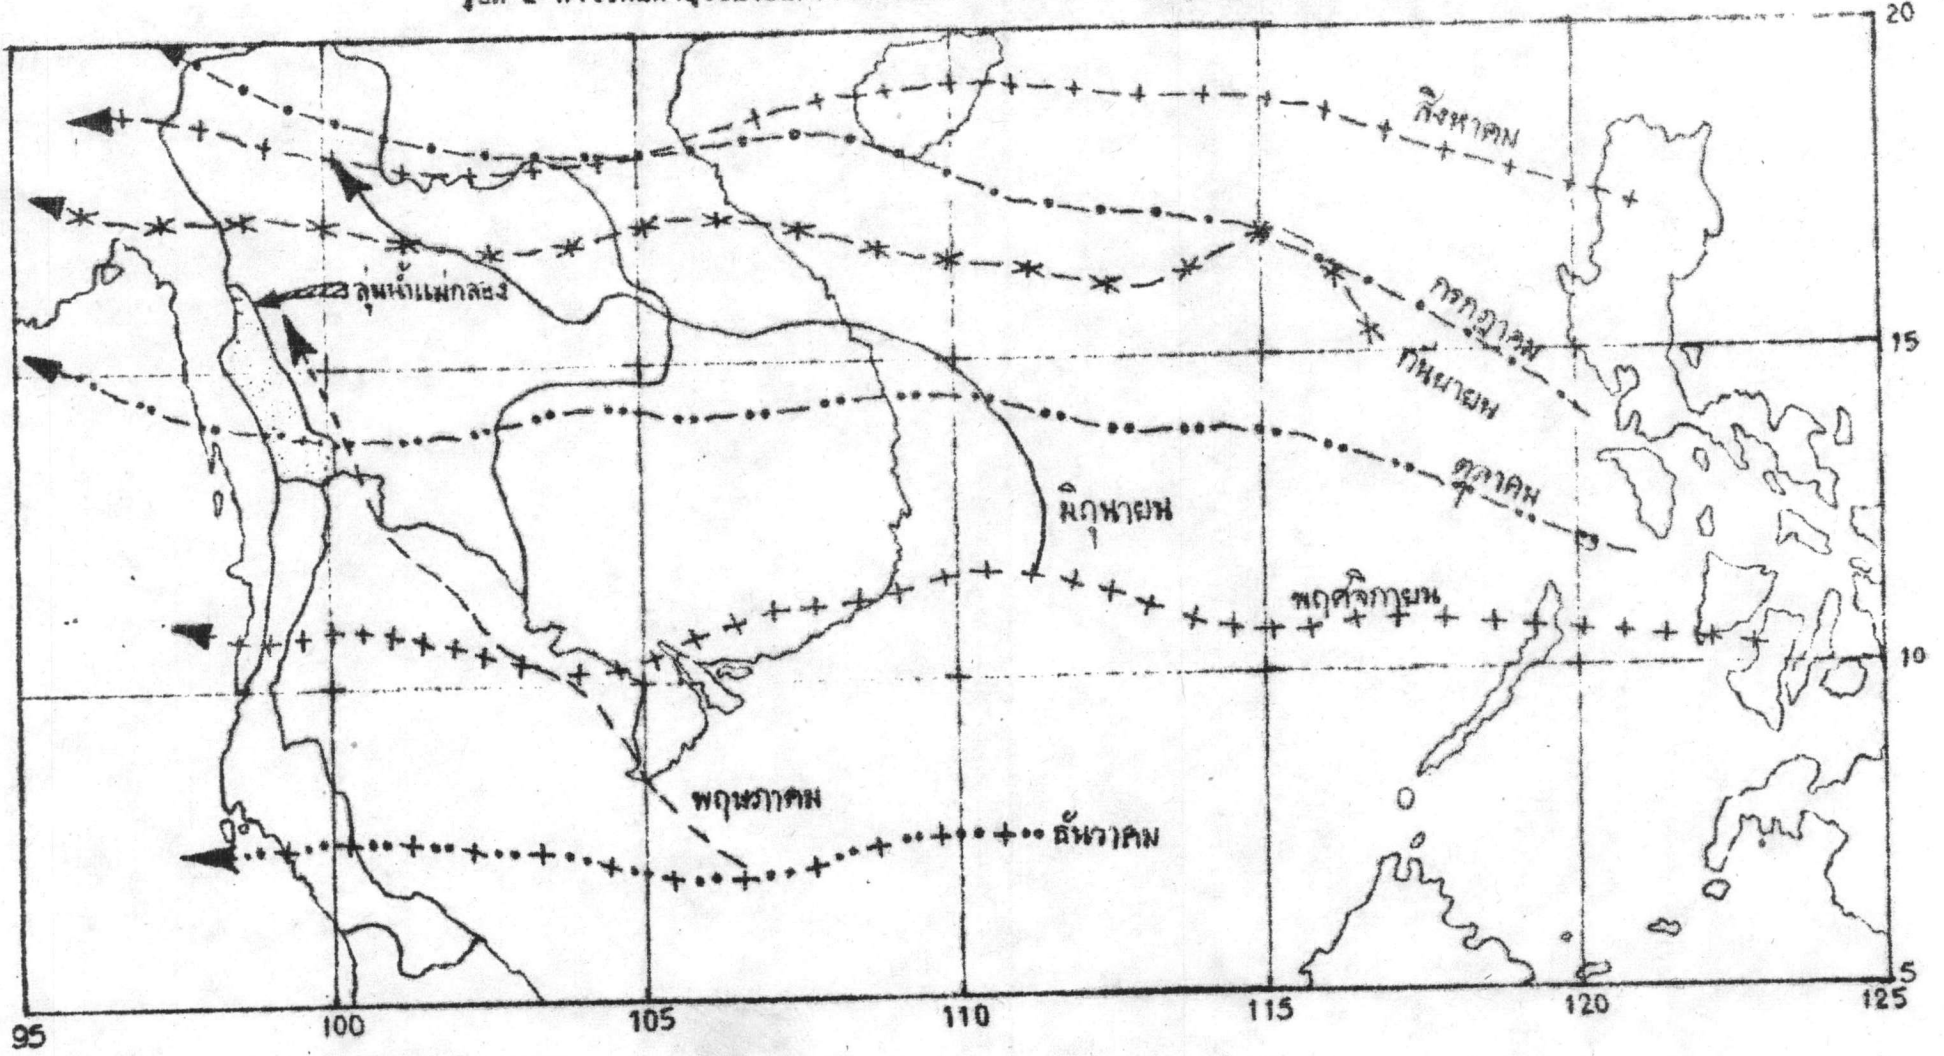 20
สิงหาคม
ลุ่มน้ำแม่กลอง
กรกฎาคม
15
กันยายน
ตุลาคม
มิถุนายน
พฤศจิกายน
10
พฤษภาคม
ธันวาคม
5
95 100 105 110 115 120 125